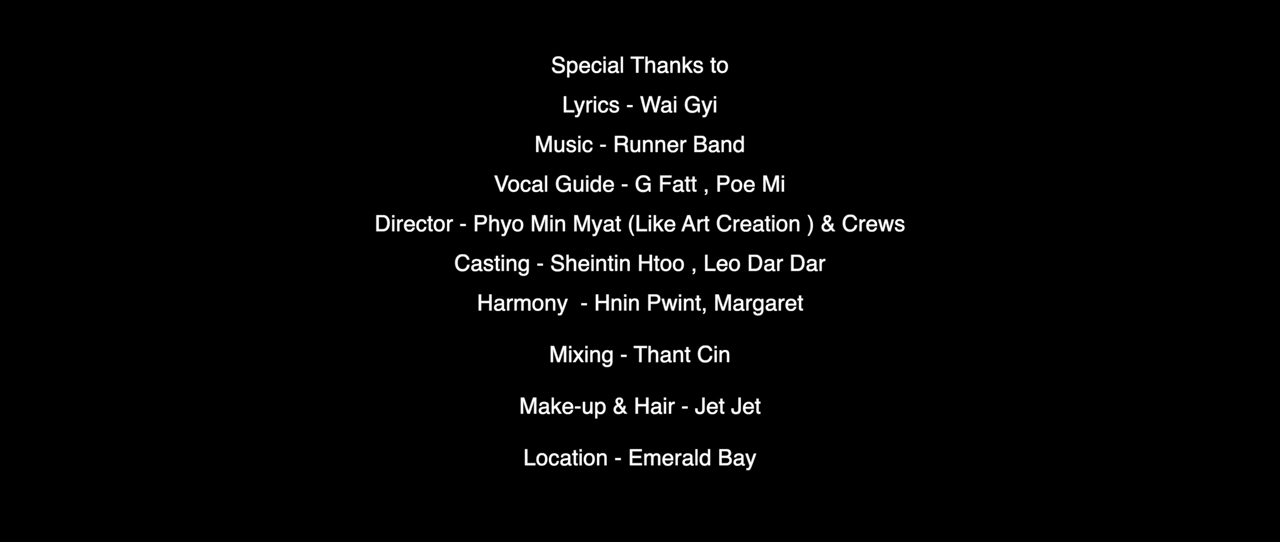 Special Thanks to
Lyrics - Wai Gyi
Music - Runner Band
Vocal Guide - G Fatt , Poe Mi
Director - Phyo Min Myat (Like Art Creation ) & Crews
Casting - Sheintin Htoo , Leo Dar Dar
Harmony  - Hnin Pwint, Margaret
Mixing - Thant Cin
Make-up & Hair - Jet Jet
Location - Emerald Bay